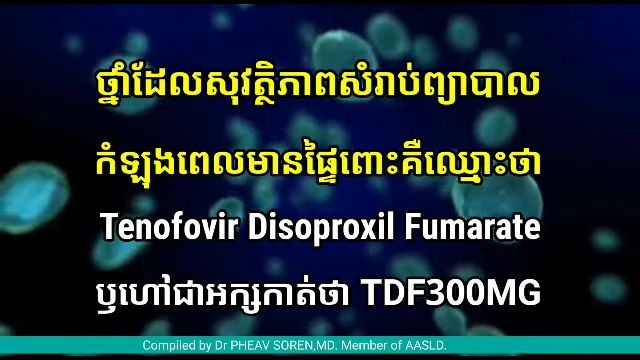 ថ្នាំដែលសុវត្ថិភាពសំរាប់ព្យាបាល
កំឡុងពេលមានផ្ទៃពោះគឺឈ្មោះថា
Tenofovir Disoproxil Fumarate
ឫហៅជាអក្សកាត់ថា TDF300MG
Compiled by Dr PHEAV SOREN,MD. Member of AASLD.